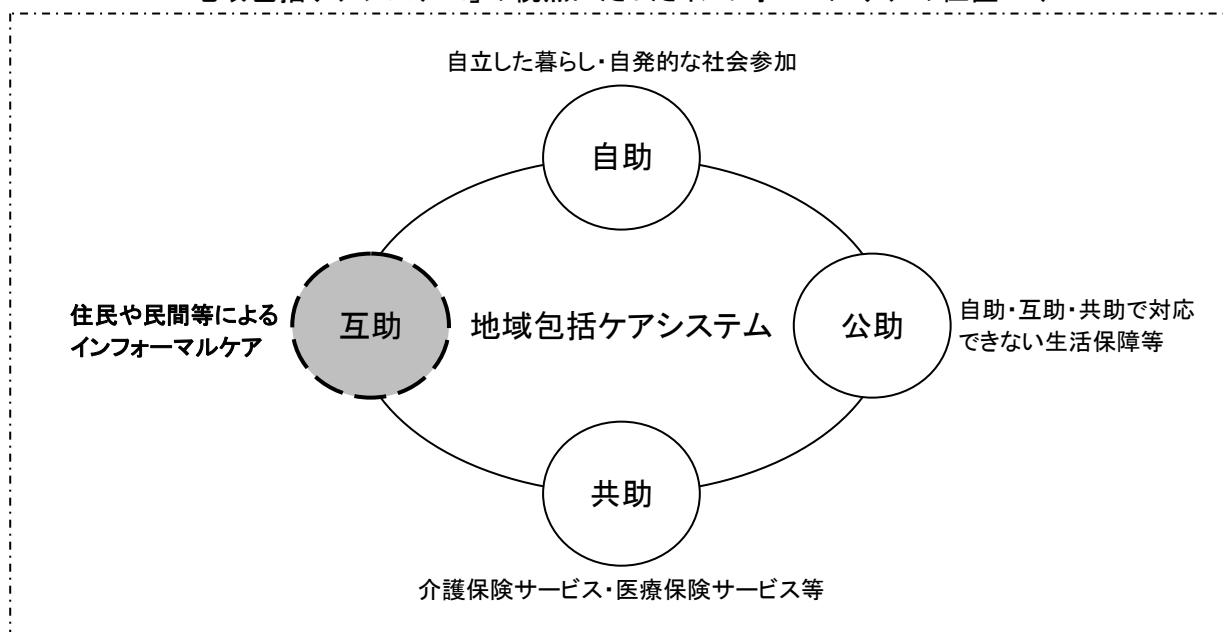 自立した暮らし・自発的な社会参加
自助
住民や民間等による
インフォーマルケア
互助
地域包括ケアシステム
公助
自助・互助・共助で対応
できない生活保障等
共助
介護保険サービス・医療保険サービス等